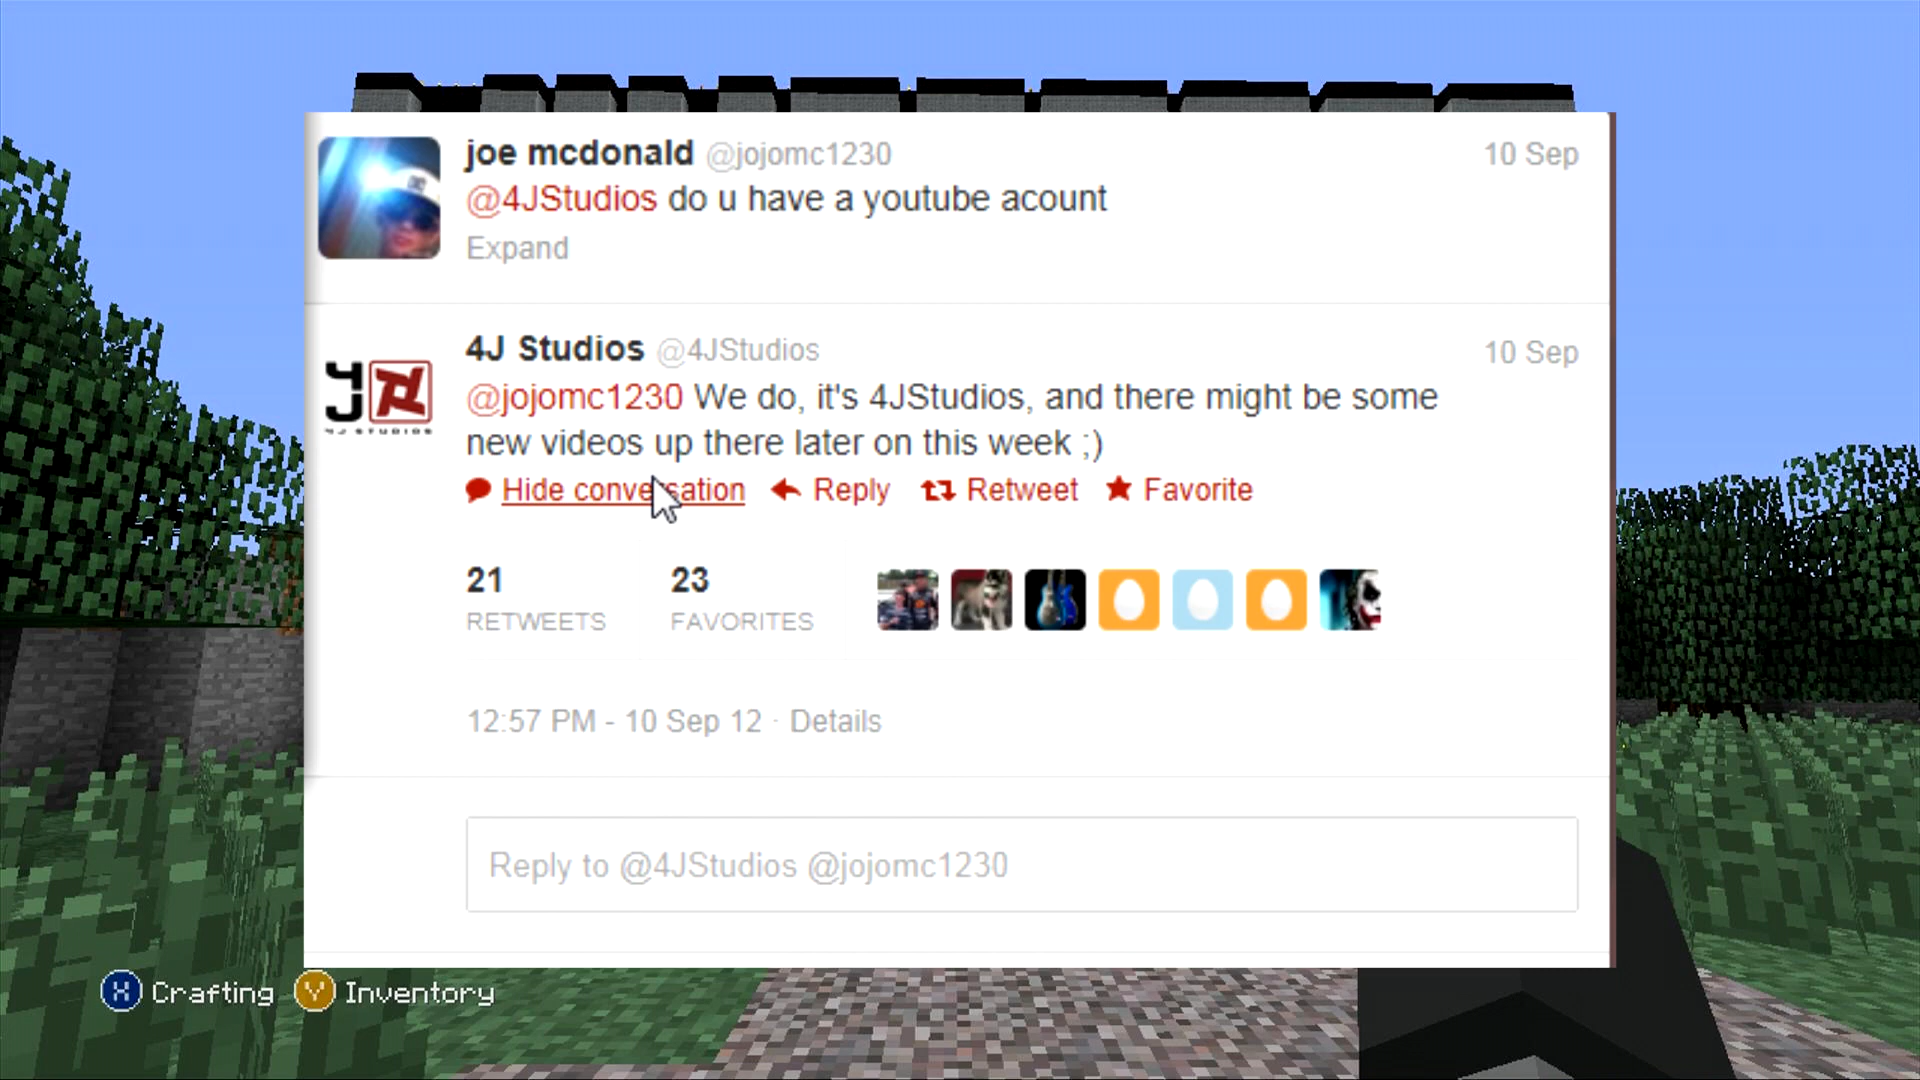 joe mcdonald @jojomc1230 10 Sep
@4JStudios do u have a youtube acount
Expand
4J Studios @4JStudios 10 Sep
4J STUDIOS
@jojomc1230 We do, it's 4JStudios, and there might be some
new videos up there later on this week ;)
Hide conversation Reply Retweet Favorite
21 23
RETWEETS FAVORITES
12:57 PM - 10 Sep 12 · Details
Reply to @4JStudios @jojomc1230
X Crafting Y Inventory